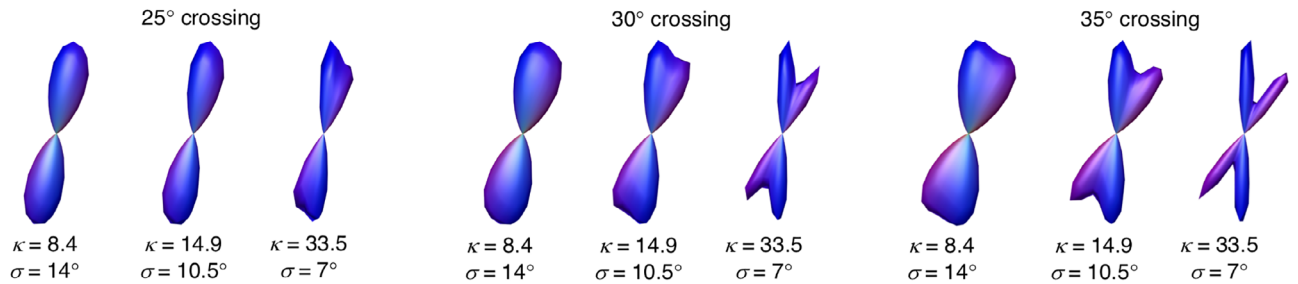 25° crossing
30° crossing
35° crossing
κ = 8.4
κ = 14.9
κ = 33.5
κ = 8.4
κ = 14.9
κ = 33.5
κ = 8.4
κ = 14.9
κ = 33.5
σ = 14°
σ = 10.5°
σ = 7°
σ = 14°
σ = 10.5°
σ = 7°
σ = 14°
σ = 10.5°
σ = 7°